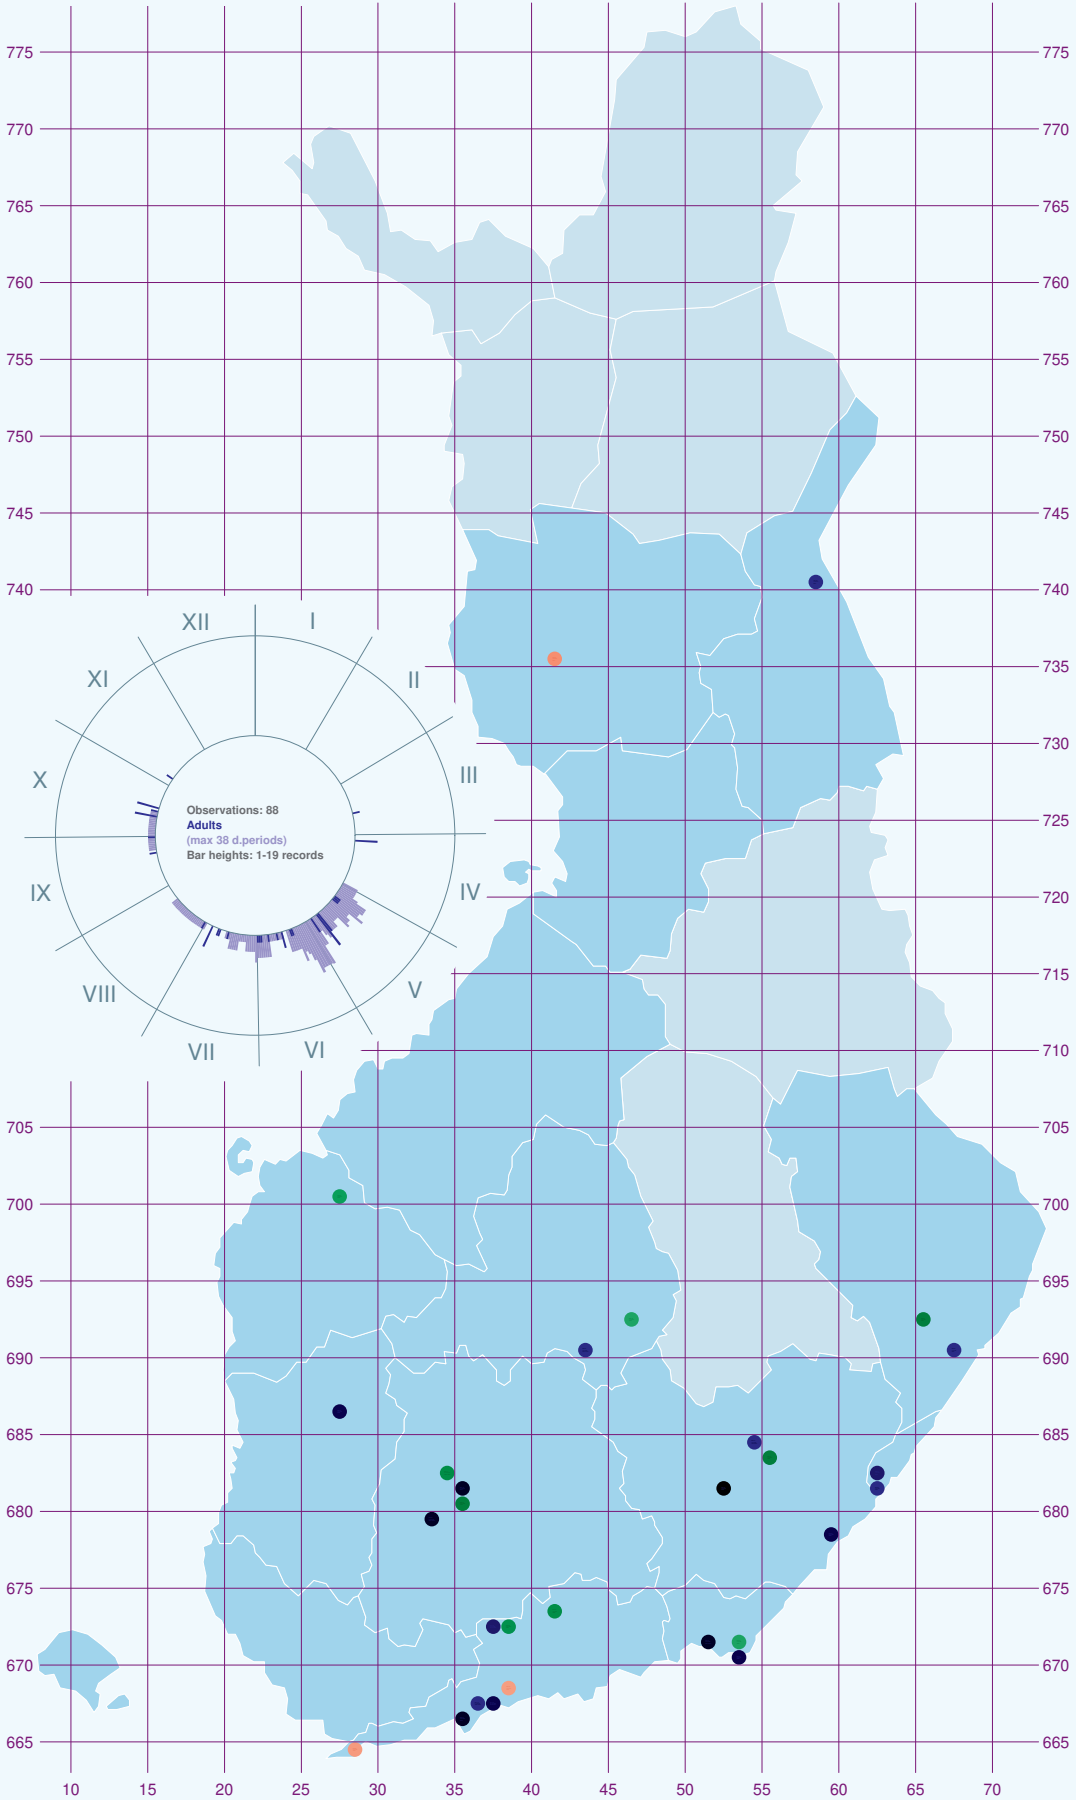 775 775
770 770
765 765
760 760
755 755
750 750
745 745
740 740
XII I
735
XI II
730
X III
Observations: 88
Adults
(max 38 d.periods)
Bar heights: 1-19 records
725
IX IV
720
VIII V
715
VII VI
710
705 705
700 700
695 695
690 690
685 685
680 680
675 675
670 670
665 665
10 15 20 25 30 35 40 45 50 55 60 65 70